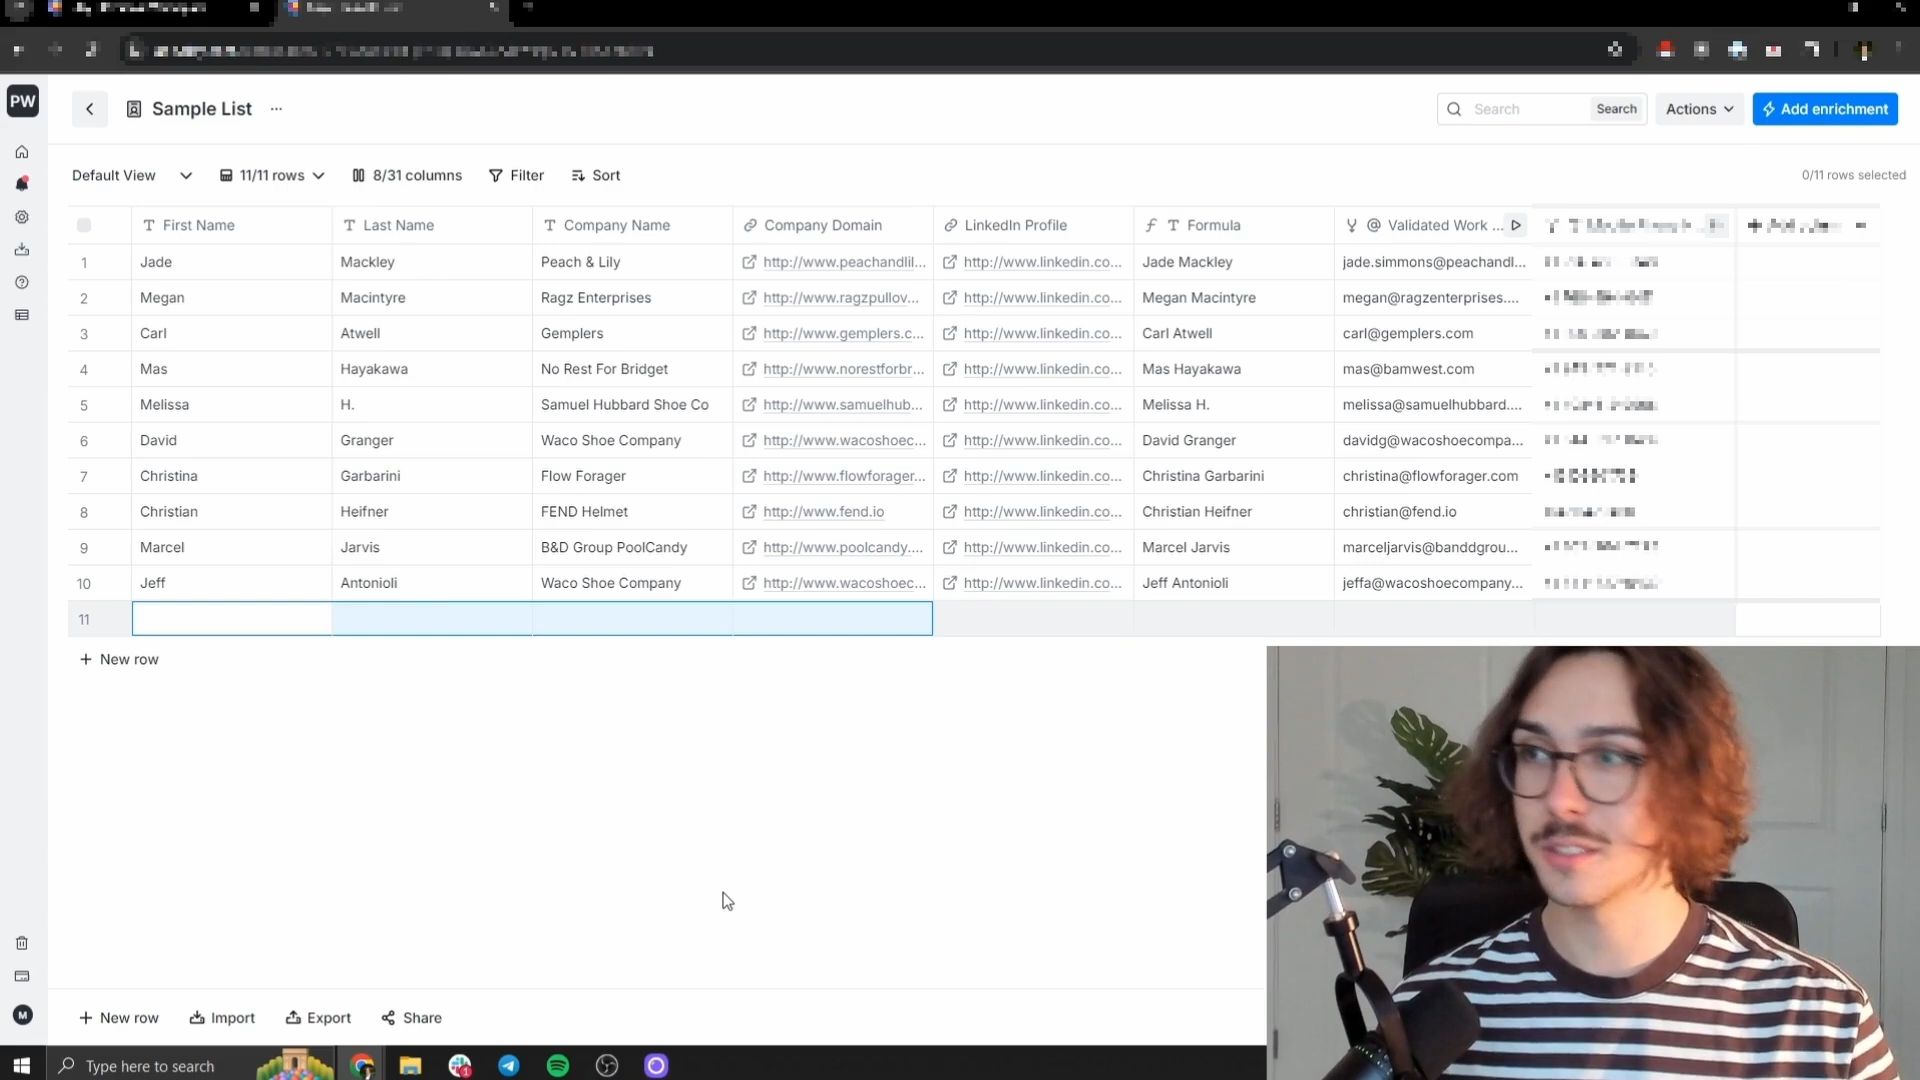 PW
Sample List
Search
Search
Actions
Add enrichment
Default View
11/11 rows
8/31 columns
Filter
Sort
0/11 rows selected
First Name Last Name Company Name Company Domain LinkedIn Profile Formula Validated Work ...
1 Jade Mackley Peach & Lily http://www.peachandlil... http://www.linkedin.co... Jade Mackley jade.simmons@peachandl...
2 Megan Macintyre Ragz Enterprises http://www.ragzpullov... http://www.linkedin.co... Megan Macintyre megan@ragzenterprises....
3 Carl Atwell Gemplers http://www.gemplers.c... http://www.linkedin.co... Carl Atwell carl@gemplers.com
4 Mas Hayakawa No Rest For Bridget http://www.norestforbr... http://www.linkedin.co... Mas Hayakawa mas@bamwest.com
5 Melissa H. Samuel Hubbard Shoe Co http://www.samuelhub... http://www.linkedin.co... Melissa H. melissa@samuelhubbard....
6 David Granger Waco Shoe Company http://www.wacoshoec... http://www.linkedin.co... David Granger davidg@wacoshoecompa...
7 Christina Garbarini Flow Forager http://www.flowforager... http://www.linkedin.co... Christina Garbarini christina@flowforager.com
8 Christian Heifner FEND Helmet http://www.fend.io http://www.linkedin.co... Christian Heifner christian@fend.io
9 Marcel Jarvis B&D Group PoolCandy http://www.poolcandy.... http://www.linkedin.co... Marcel Jarvis marceljarvis@banddgrou...
10 Jeff Antonioli Waco Shoe Company http://www.wacoshoec... http://www.linkedin.co... Jeff Antonioli jeffa@wacoshoecompany...
11
+ New row
+ New row
Import
Export
Share
M
Type here to search
1